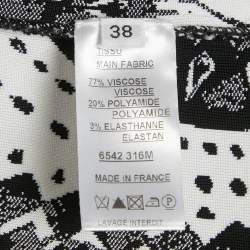 38
TISSU
MAIN FABRIC
77% VISCOSE
VISCOSE
20% POLYAMIDE
POLYAMIDE
3% ELASTHANNE
ELASTAN
6542 316M
MADE IN FRANCE
LAVAGE INTERDIT